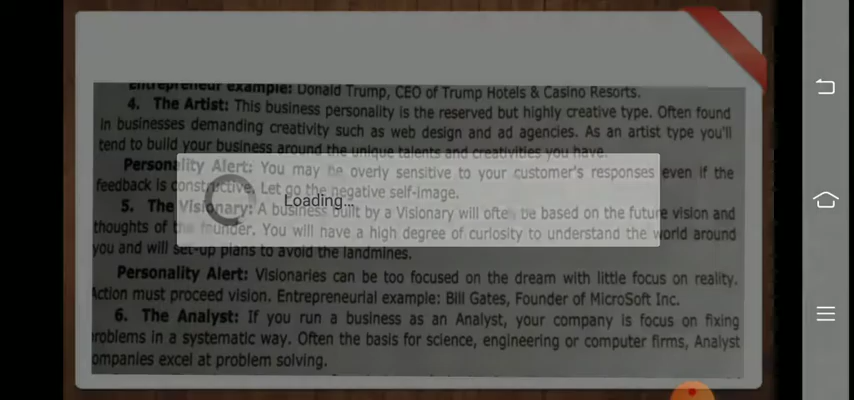 Entrepreneur example: Donald Trump, CEO of Trump Hotels & Casino Resorts.
4. The Artist: This business personality is the reserved but highly creative type. Often found
in businesses demanding creativity such as web design and ad agencies. As an artist type you'll
tend to build your business around the unique talents and creativities you have.
Personality Alert: You may be overly sensitive to your customer's responses even if the
feedback is constructive. Let go the negative self-image.
Loading...
5. The Visionary: A business built by a Visionary will often be based on the future vision and
thoughts of the founder. You will have a high degree of curiosity to understand the world around
you and will set-up plans to avoid the landmines.
Personality Alert: Visionaries can be too focused on the dream with little focus on reality.
Action must proceed vision. Entrepreneurial example: Bill Gates, Founder of MicroSoft Inc.
6. The Analyst: If you run a business as an Analyst, your company is focus on fixing
roblems in a systematic way. Often the basis for science, engineering or computer firms, Analyst
ompanies excel at problem solving.